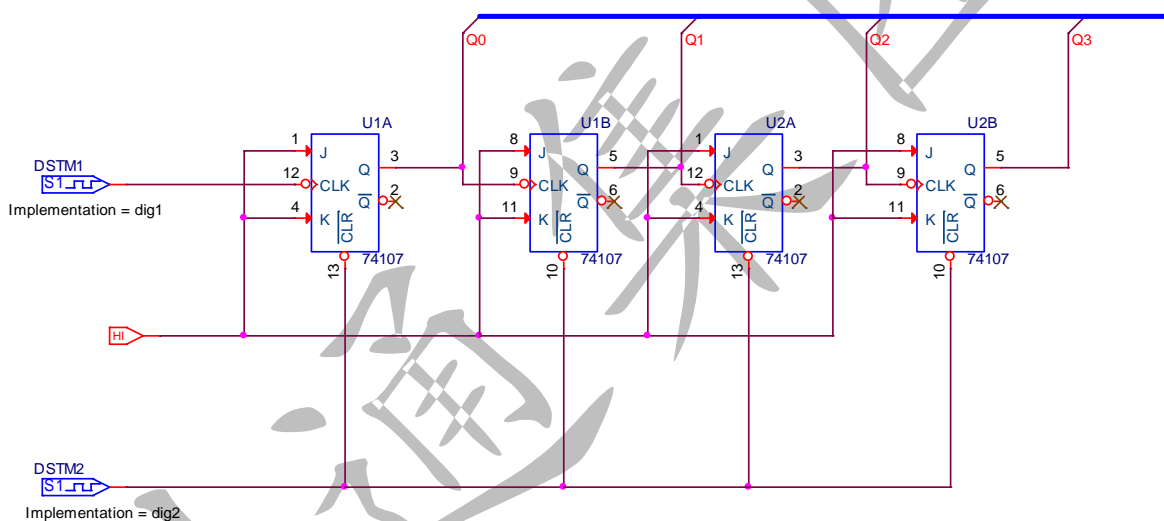 Q0
Q1
Q2
Q3
U1A
U1B
U2A
U2B
1
J
Q
3
12
CLK
Q
2
4
K
CLR
74107
13
8
J
Q
5
9
CLK
Q
6
11
K
CLR
74107
10
1
J
Q
3
12
CLK
Q
2
4
K
CLR
74107
13
8
J
Q
5
9
CLK
Q
6
11
K
CLR
74107
10
DSTM1
S1
Implementation = dig1
HI
DSTM2
S1
Implementation = dig2